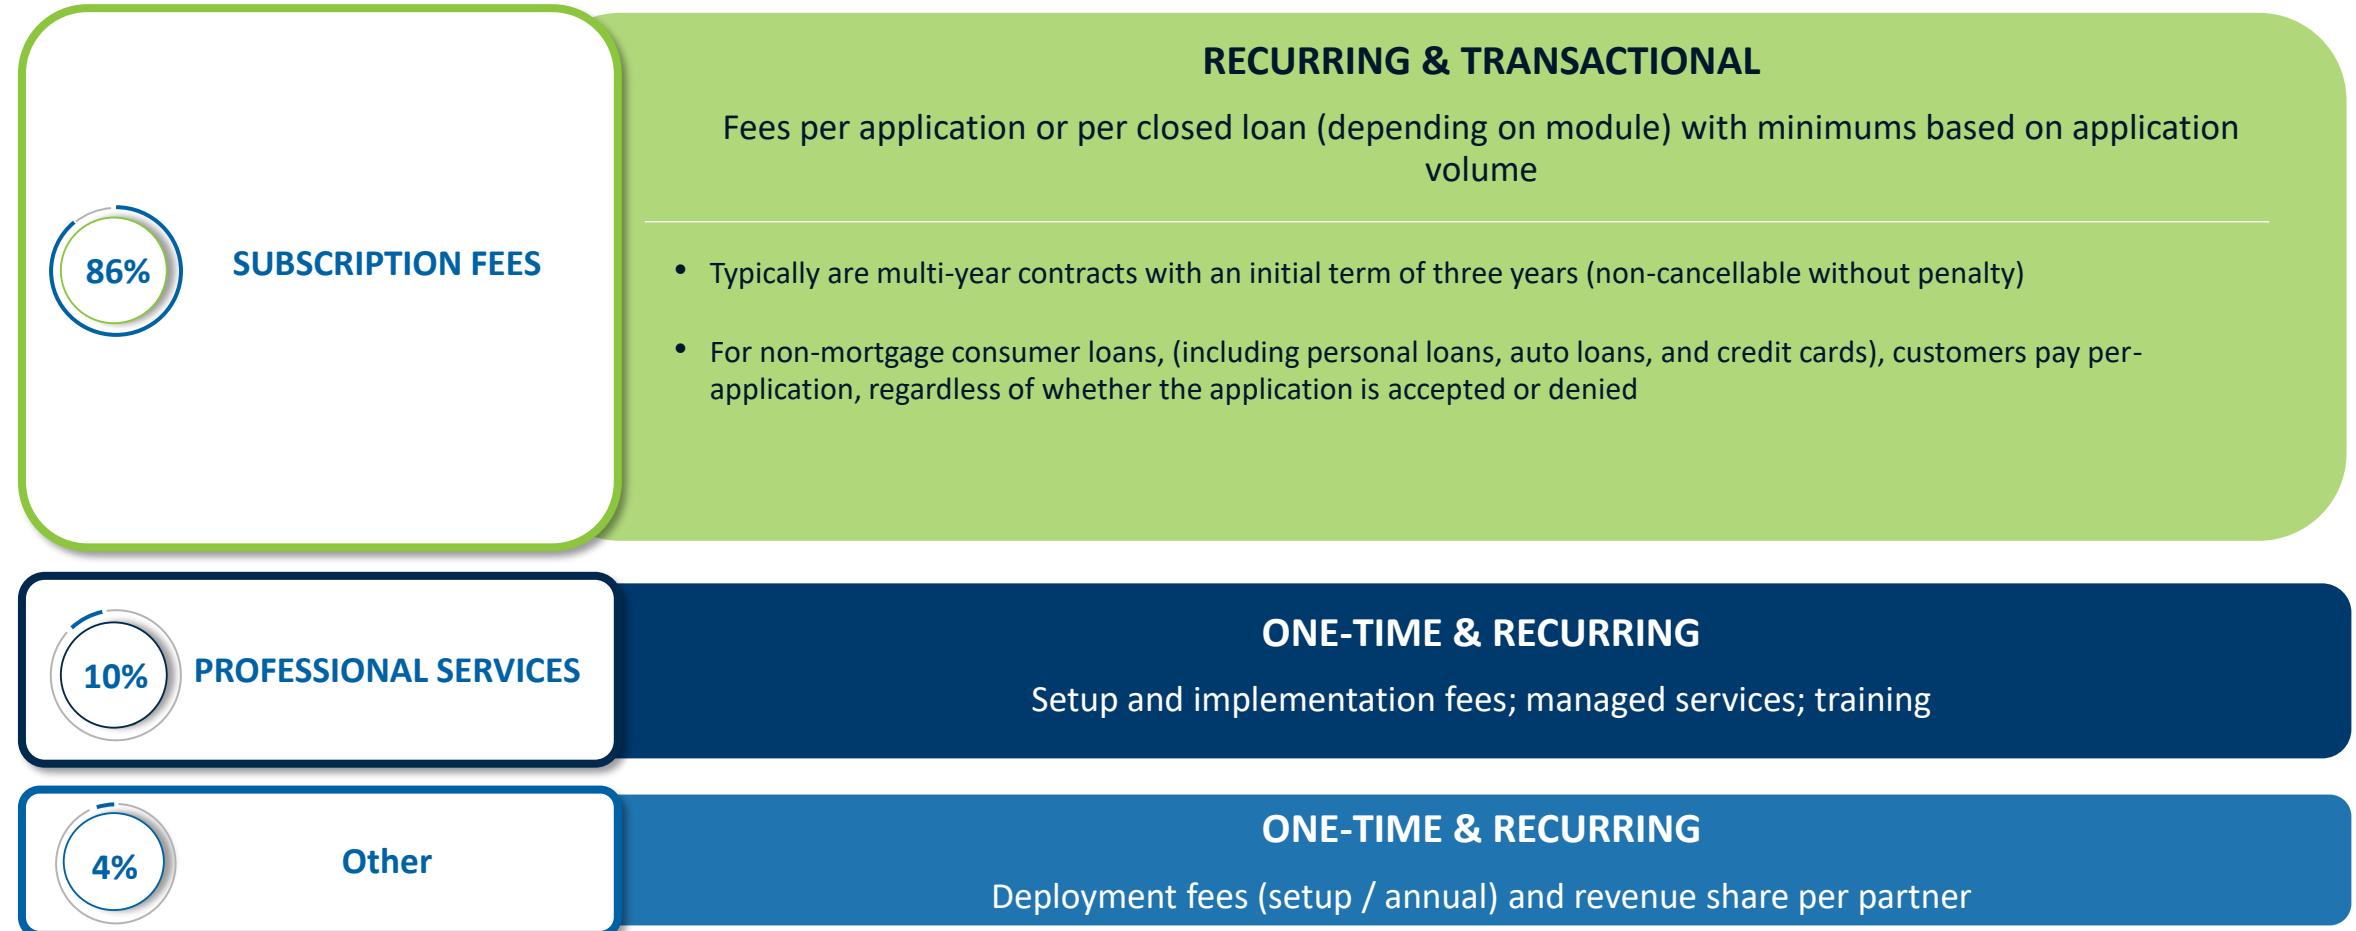 RECURRING & TRANSACTIONAL
Fees per application or per closed loan (depending on module) with minimums based on application
volume
86%
SUBSCRIPTION FEES
• Typically are multi-year contracts with an initial term of three years (non-cancellable without penalty)
• For non-mortgage consumer loans, (including personal loans, auto loans, and credit cards), customers pay per-
application, regardless of whether the application is accepted or denied
10%
PROFESSIONAL SERVICES
ONE-TIME & RECURRING
Setup and implementation fees; managed services; training
4%
Other
ONE-TIME & RECURRING
Deployment fees (setup / annual) and revenue share per partner